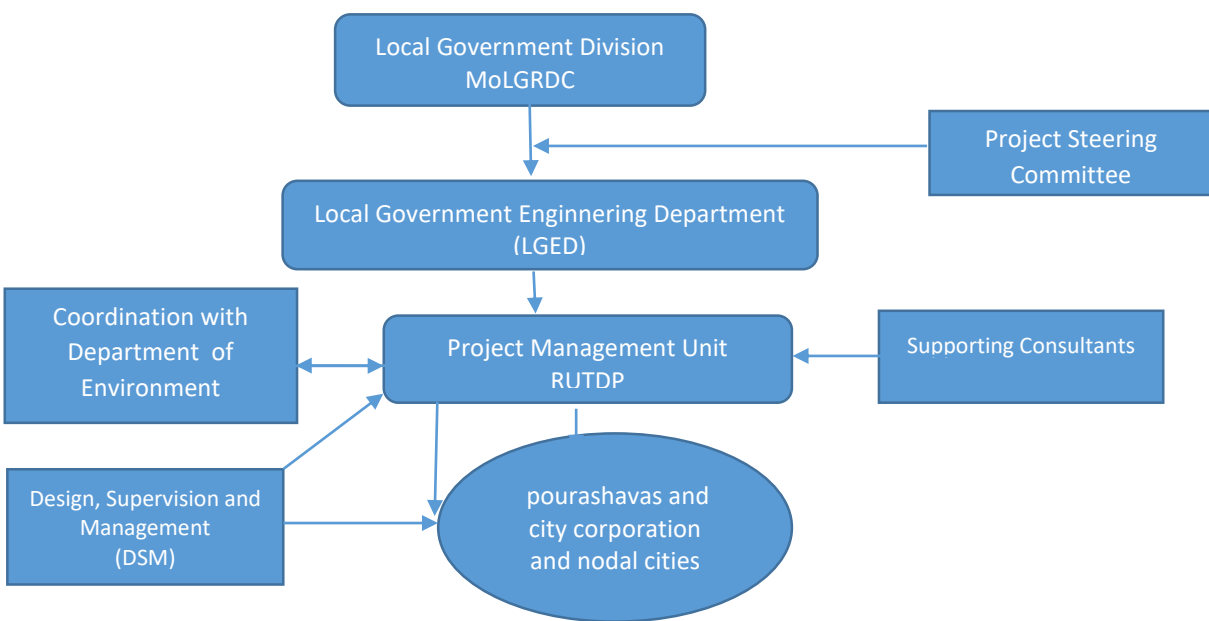 Local Government Division
MoLGRDC
Project Steering
Committee
Local Government Enginnering Department
(LGED)
Coordination with
Department of
Environment
Project Management Unit
RUTDP
Supporting Consultants
Design, Supervision and
Management
(DSM)
pourashavas and
city corporation
and nodal cities